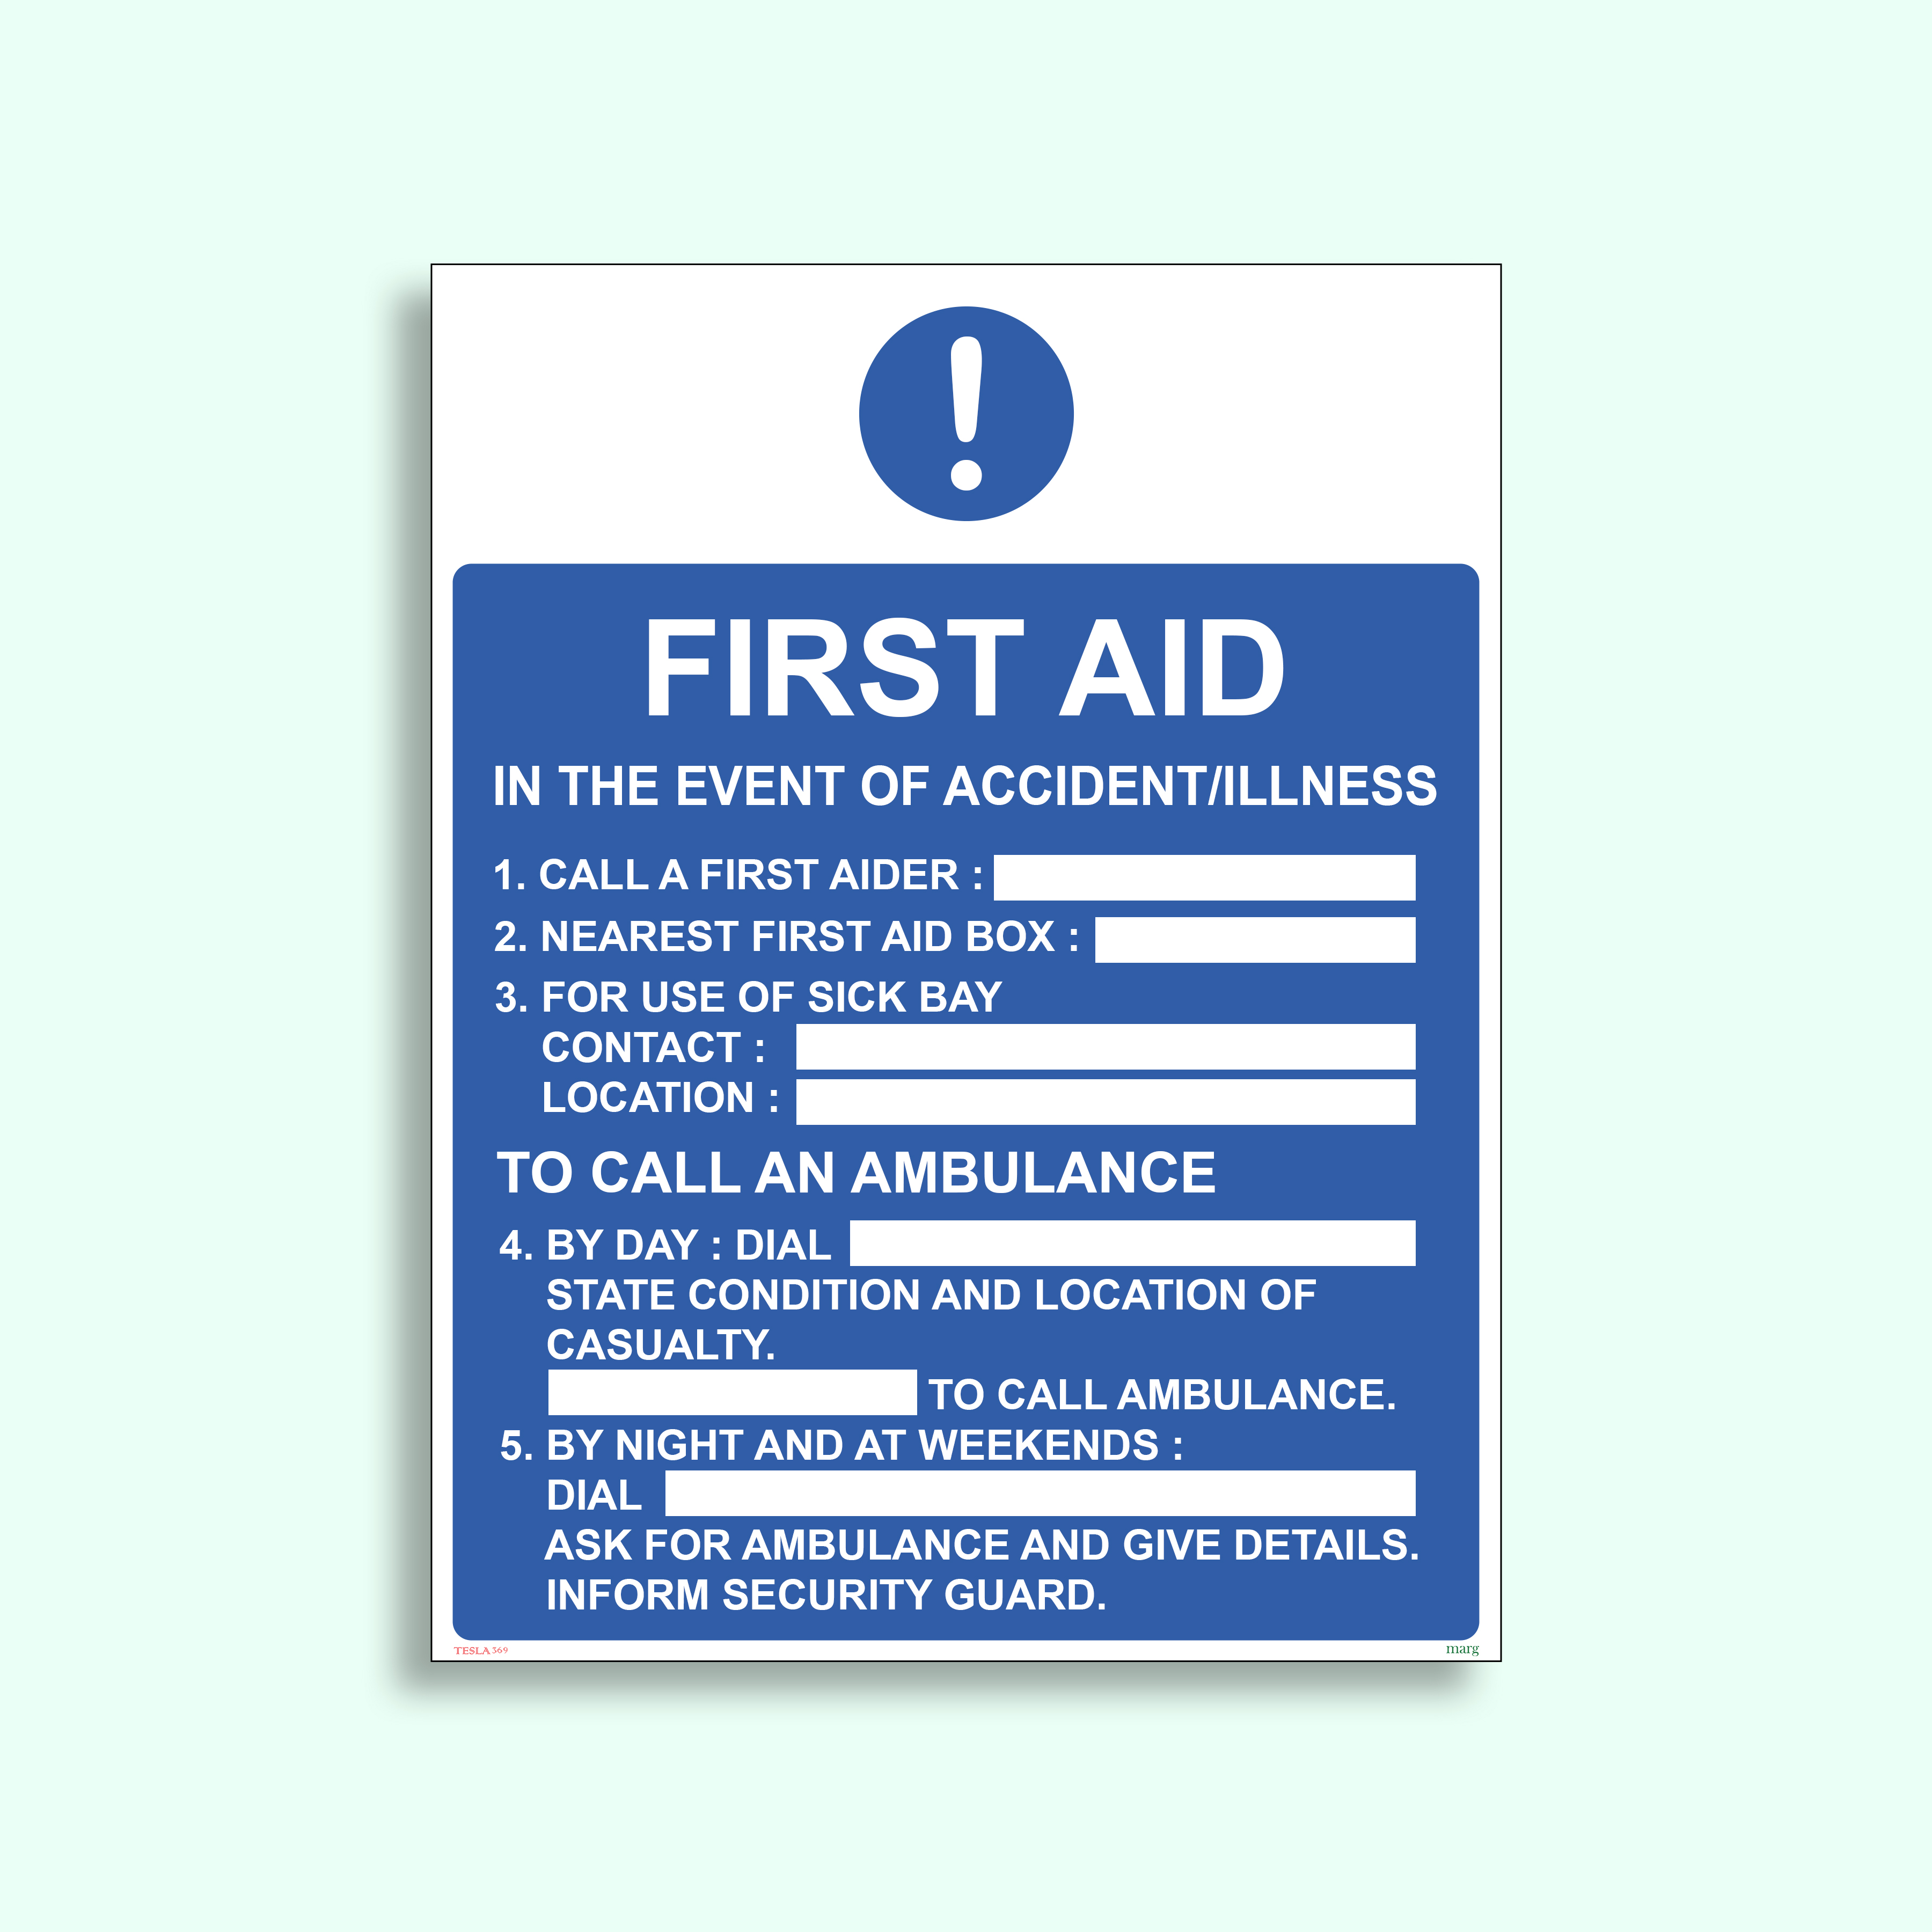 !
FIRST AID
IN THE EVENT OF ACCIDENT/ILLNESS
1. CALL A FIRST AIDER :
2. NEAREST FIRST AID BOX :
3. FOR USE OF SICK BAY
CONTACT :
LOCATION :
TO CALL AN AMBULANCE
4. BY DAY : DIAL
STATE CONDITION AND LOCATION OF
CASUALTY.
TO CALL AMBULANCE.
5. BY NIGHT AND AT WEEKENDS :
DIAL
ASK FOR AMBULANCE AND GIVE DETAILS.
INFORM SECURITY GUARD.
TESLA369
marg